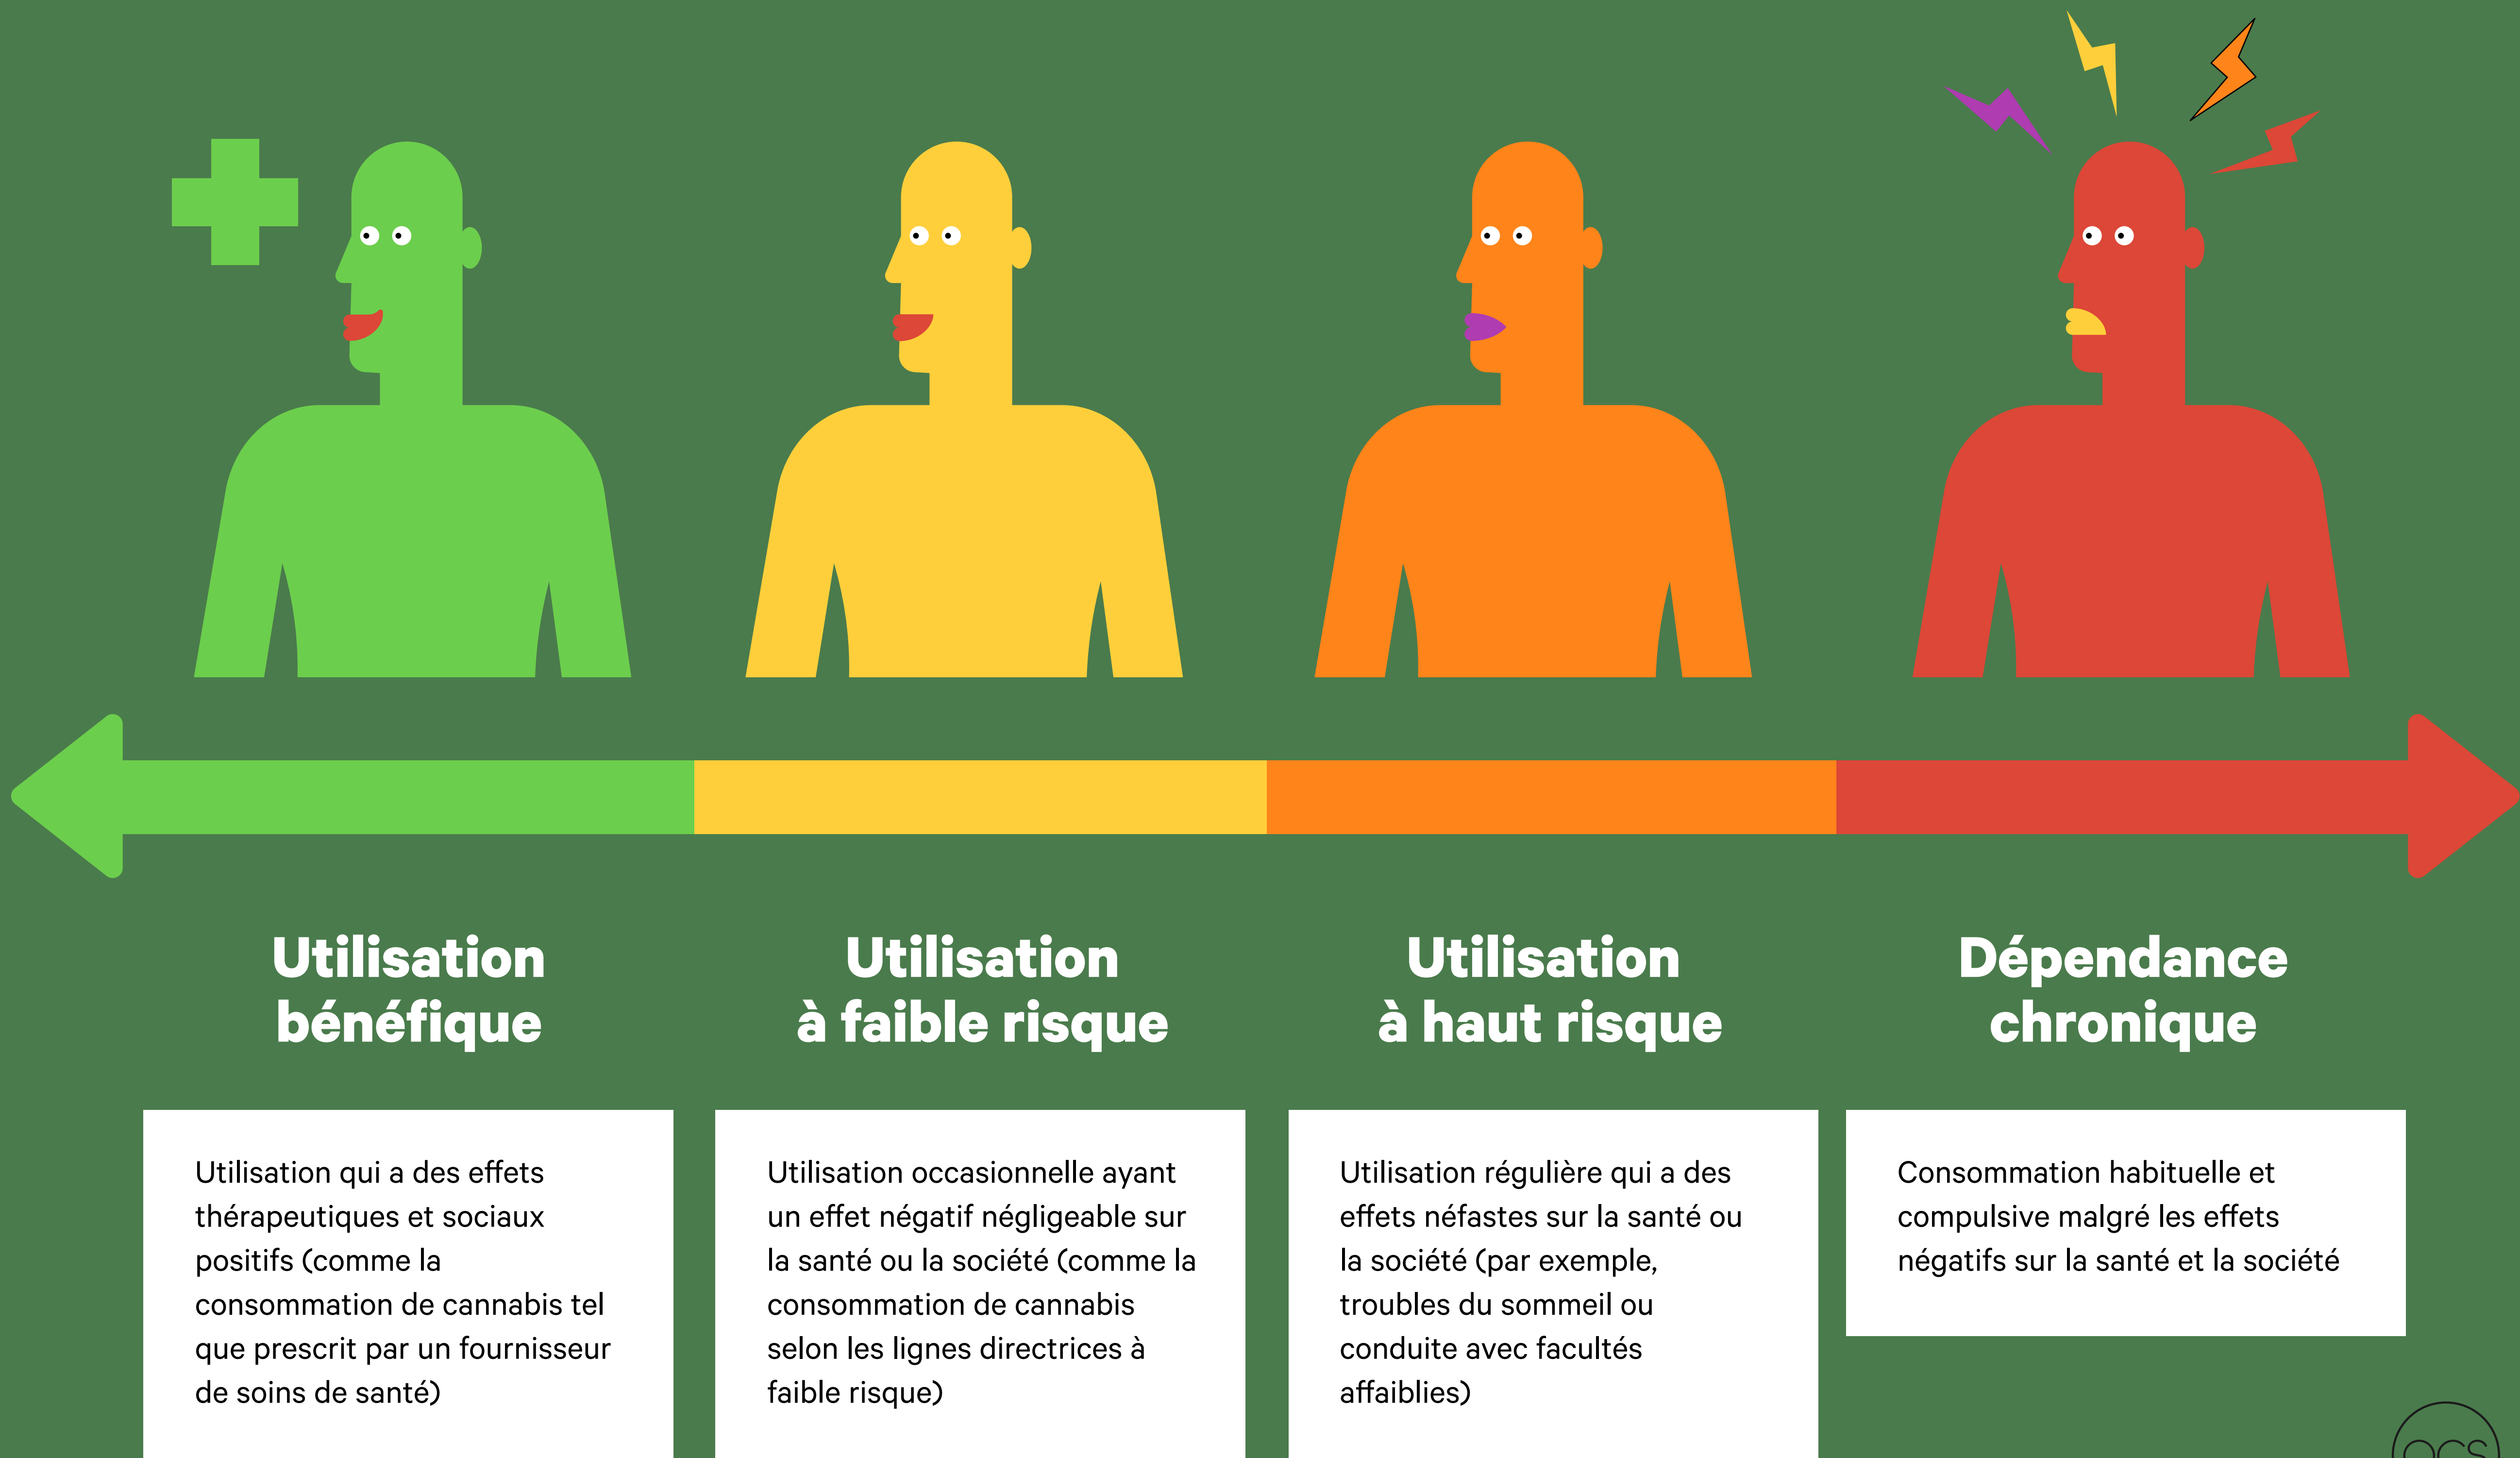 Utilisation
bénéfique
Utilisation qui a des effets
thérapeutiques et sociaux
positifs (comme la
consommation de cannabis tel
que prescrit par un fournisseur
de soins de santé)
Utilisation
à faible risque
Utilisation occasionnelle ayant
un effet négatif négligeable sur
la santé ou la société (comme la
consommation de cannabis
selon les lignes directrices à
faible risque)
Utilisation
à haut risque
Utilisation régulière qui a des
effets néfastes sur la santé ou
la société (par exemple,
troubles du sommeil ou
conduite avec facultés
affaiblies)
Dépendance
chronique
Consommation habituelle et
compulsive malgré les effets
négatifs sur la santé et la société